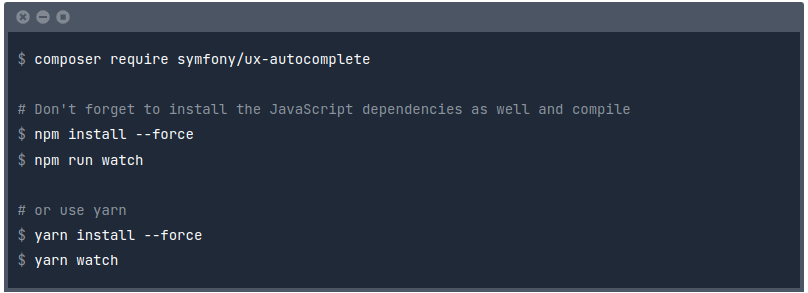 $ composer require symfony/ux-autocomplete
# Don't forget to install the JavaScript dependencies as well and compile
$ npm install --force
$ npm run watch
# or use yarn
$ yarn install --force
$ yarn watch